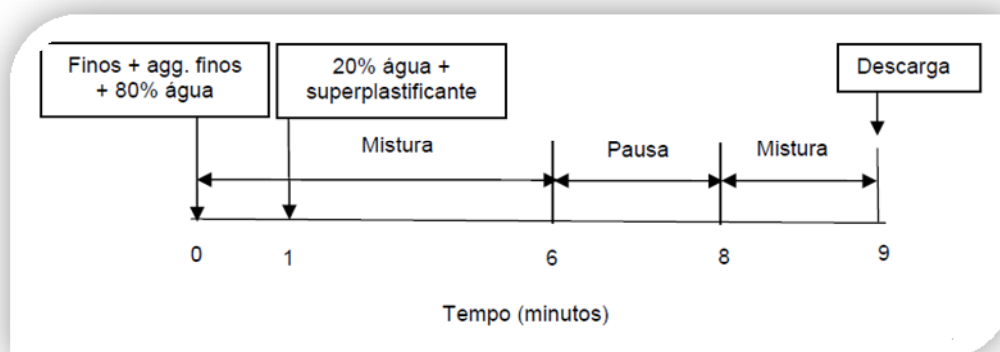 Finos + agg. finos
+ 80% água
20% água +
superplastificante
Descarga
Mistura
Pausa
Mistura
0
1
6
8
9
Tempo (minutos)